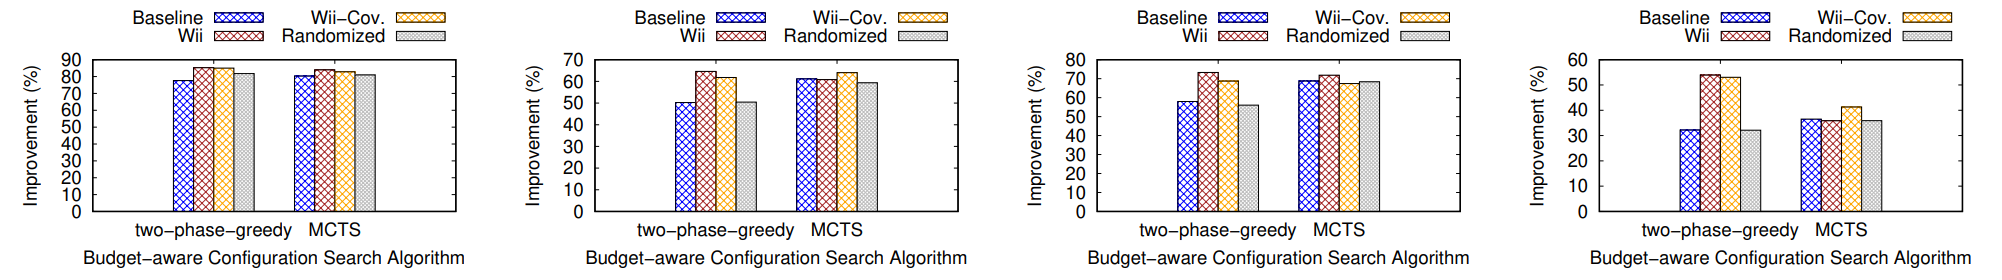 Baseline Wii-Cov.
Wii Randomized
Improvement (%)
90
80
70
60
50
40
30
20
10
0
two-phase-greedy MCTS
Budget-aware Configuration Search Algorithm
Baseline Wii-Cov.
Wii Randomized
Improvement (%)
70
60
50
40
30
20
10
0
two-phase-greedy MCTS
Budget-aware Configuration Search Algorithm
Baseline Wii-Cov.
Wii Randomized
Improvement (%)
80
70
60
50
40
30
20
10
0
two-phase-greedy MCTS
Budget-aware Configuration Search Algorithm
Baseline Wii-Cov.
Wii Randomized
Improvement (%)
60
50
40
30
20
10
0
two-phase-greedy MCTS
Budget-aware Configuration Search Algorithm